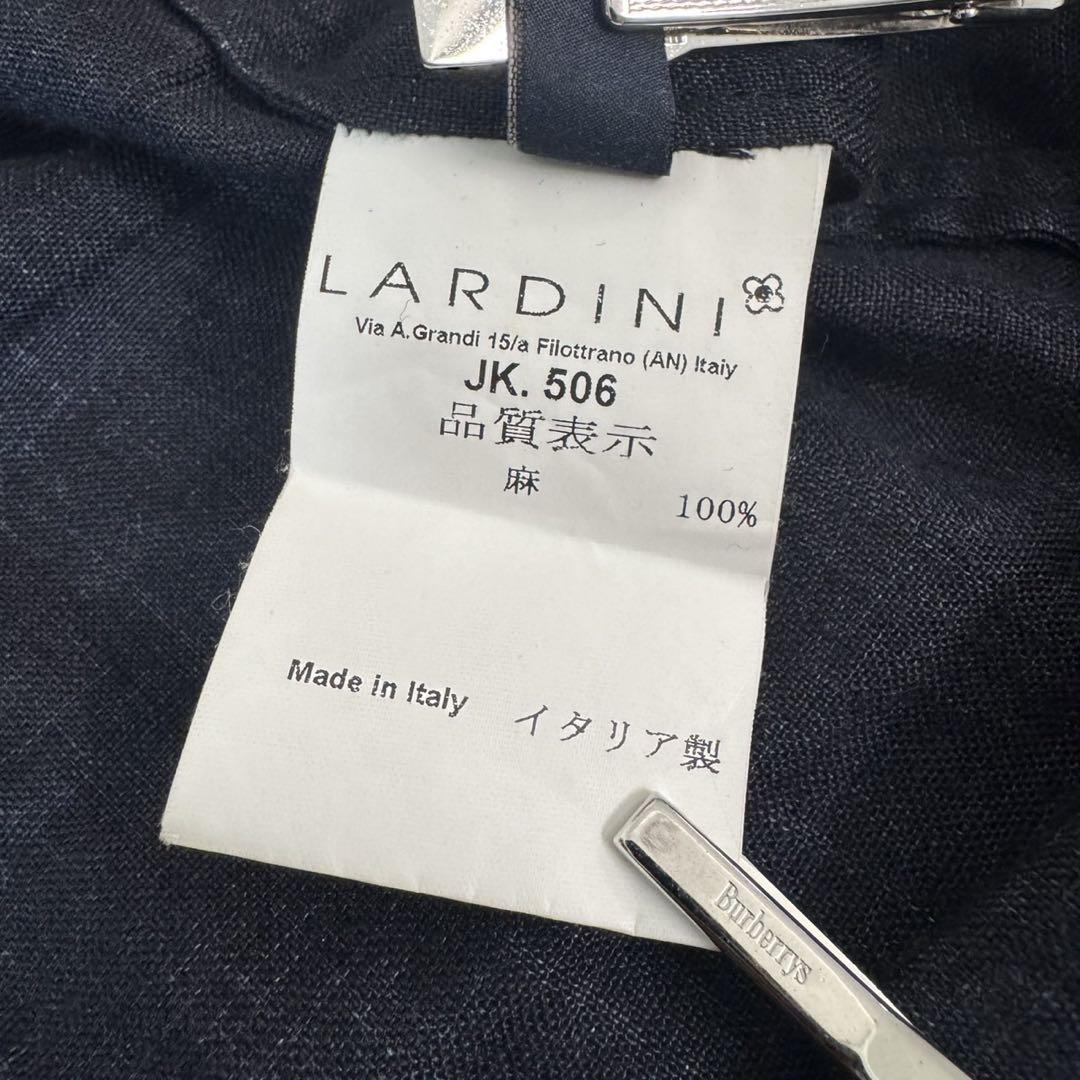 LARDINI
Via A.Grandi 15/a Filottrano (AN) Italy
JK. 506
品質表示
麻 100%
Made in Italy イタリア製
Burberrys